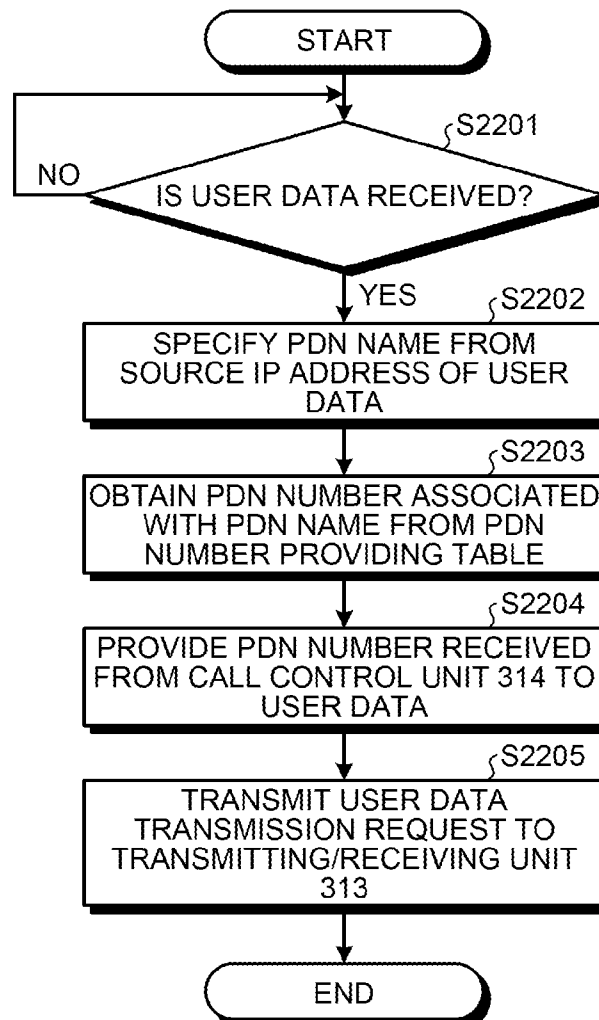 START
S2201
NO
IS USER DATA RECEIVED?
YES
S2202
SPECIFY PDN NAME FROM
SOURCE IP ADDRESS OF USER
DATA
S2203
OBTAIN PDN NUMBER ASSOCIATED
WITH PDN NAME FROM PDN
NUMBER PROVIDING TABLE
S2204
PROVIDE PDN NUMBER RECEIVED
FROM CALL CONTROL UNIT 314 TO
USER DATA
S2205
TRANSMIT USER DATA
TRANSMISSION REQUEST TO
TRANSMITTING/RECEIVING UNIT
313
END